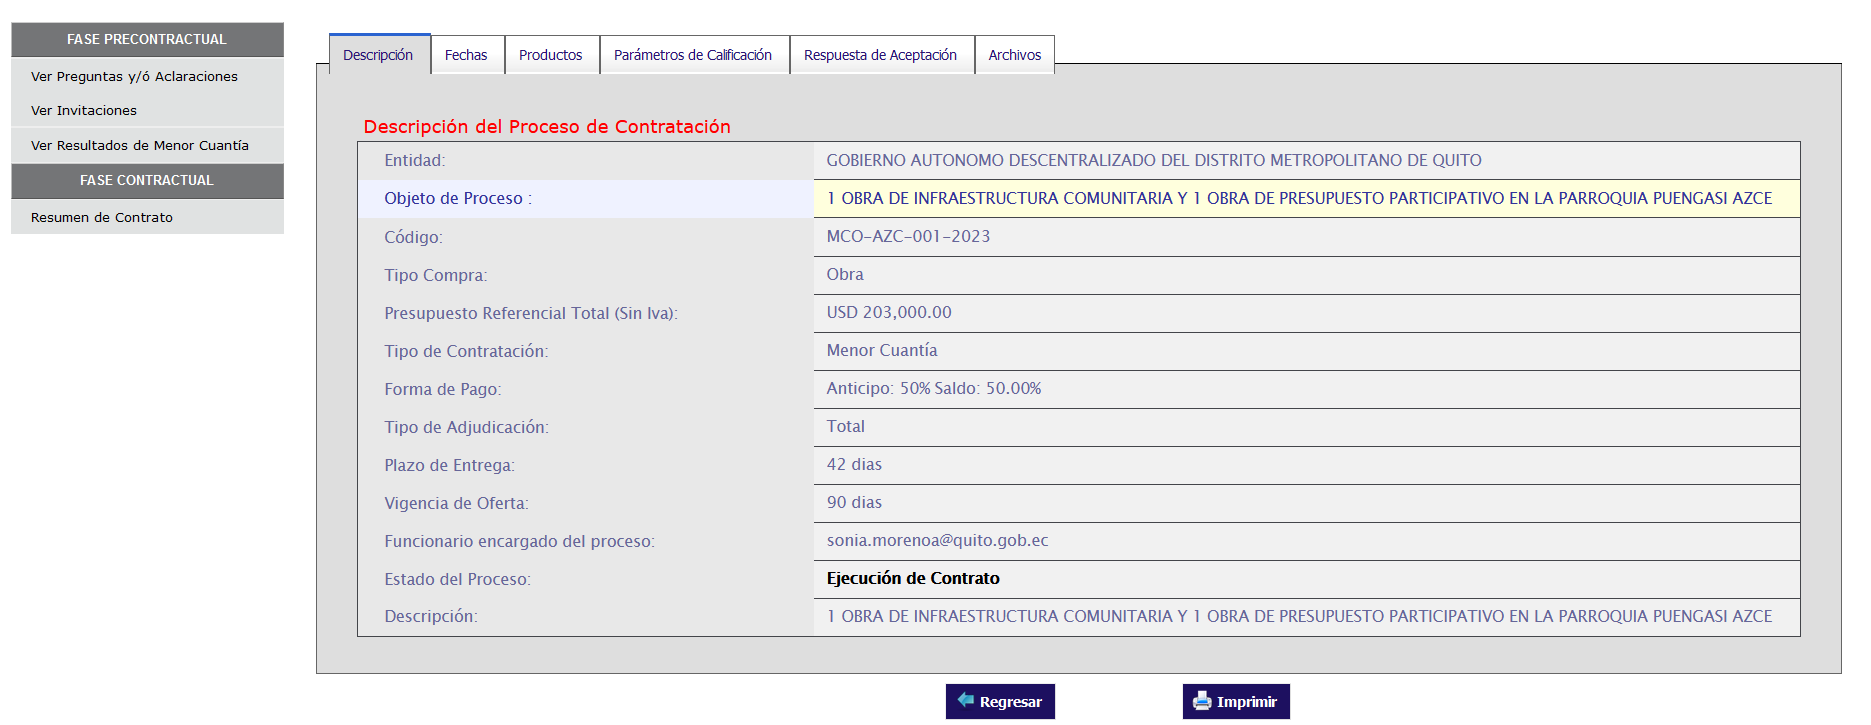 FASE PRECONTRACTUAL
Ver Preguntas y/ó Aclaraciones
Ver Invitaciones
Ver Resultados de Menor Cuantía
FASE CONTRACTUAL
Resumen de Contrato
Descripción Fechas Productos Parámetros de Calificación Respuesta de Aceptación Archivos
Descripción del Proceso de Contratación
Entidad: GOBIERNO AUTONOMO DESCENTRALIZADO DEL DISTRITO METROPOLITANO DE QUITO
Objeto de Proceso : 1 OBRA DE INFRAESTRUCTURA COMUNITARIA Y 1 OBRA DE PRESUPUESTO PARTICIPATIVO EN LA PARROQUIA PUENGASI AZCE
Código: MCO-AZC-001-2023
Tipo Compra: Obra
Presupuesto Referencial Total (Sin Iva): USD 203,000.00
Tipo de Contratación: Menor Cuantía
Forma de Pago: Anticipo: 50% Saldo: 50.00%
Tipo de Adjudicación: Total
Plazo de Entrega: 42 dias
Vigencia de Oferta: 90 dias
Funcionario encargado del proceso: sonia.morenoa@quito.gob.ec
Estado del Proceso: Ejecución de Contrato
Descripción: 1 OBRA DE INFRAESTRUCTURA COMUNITARIA Y 1 OBRA DE PRESUPUESTO PARTICIPATIVO EN LA PARROQUIA PUENGASI AZCE
Regresar Imprimir